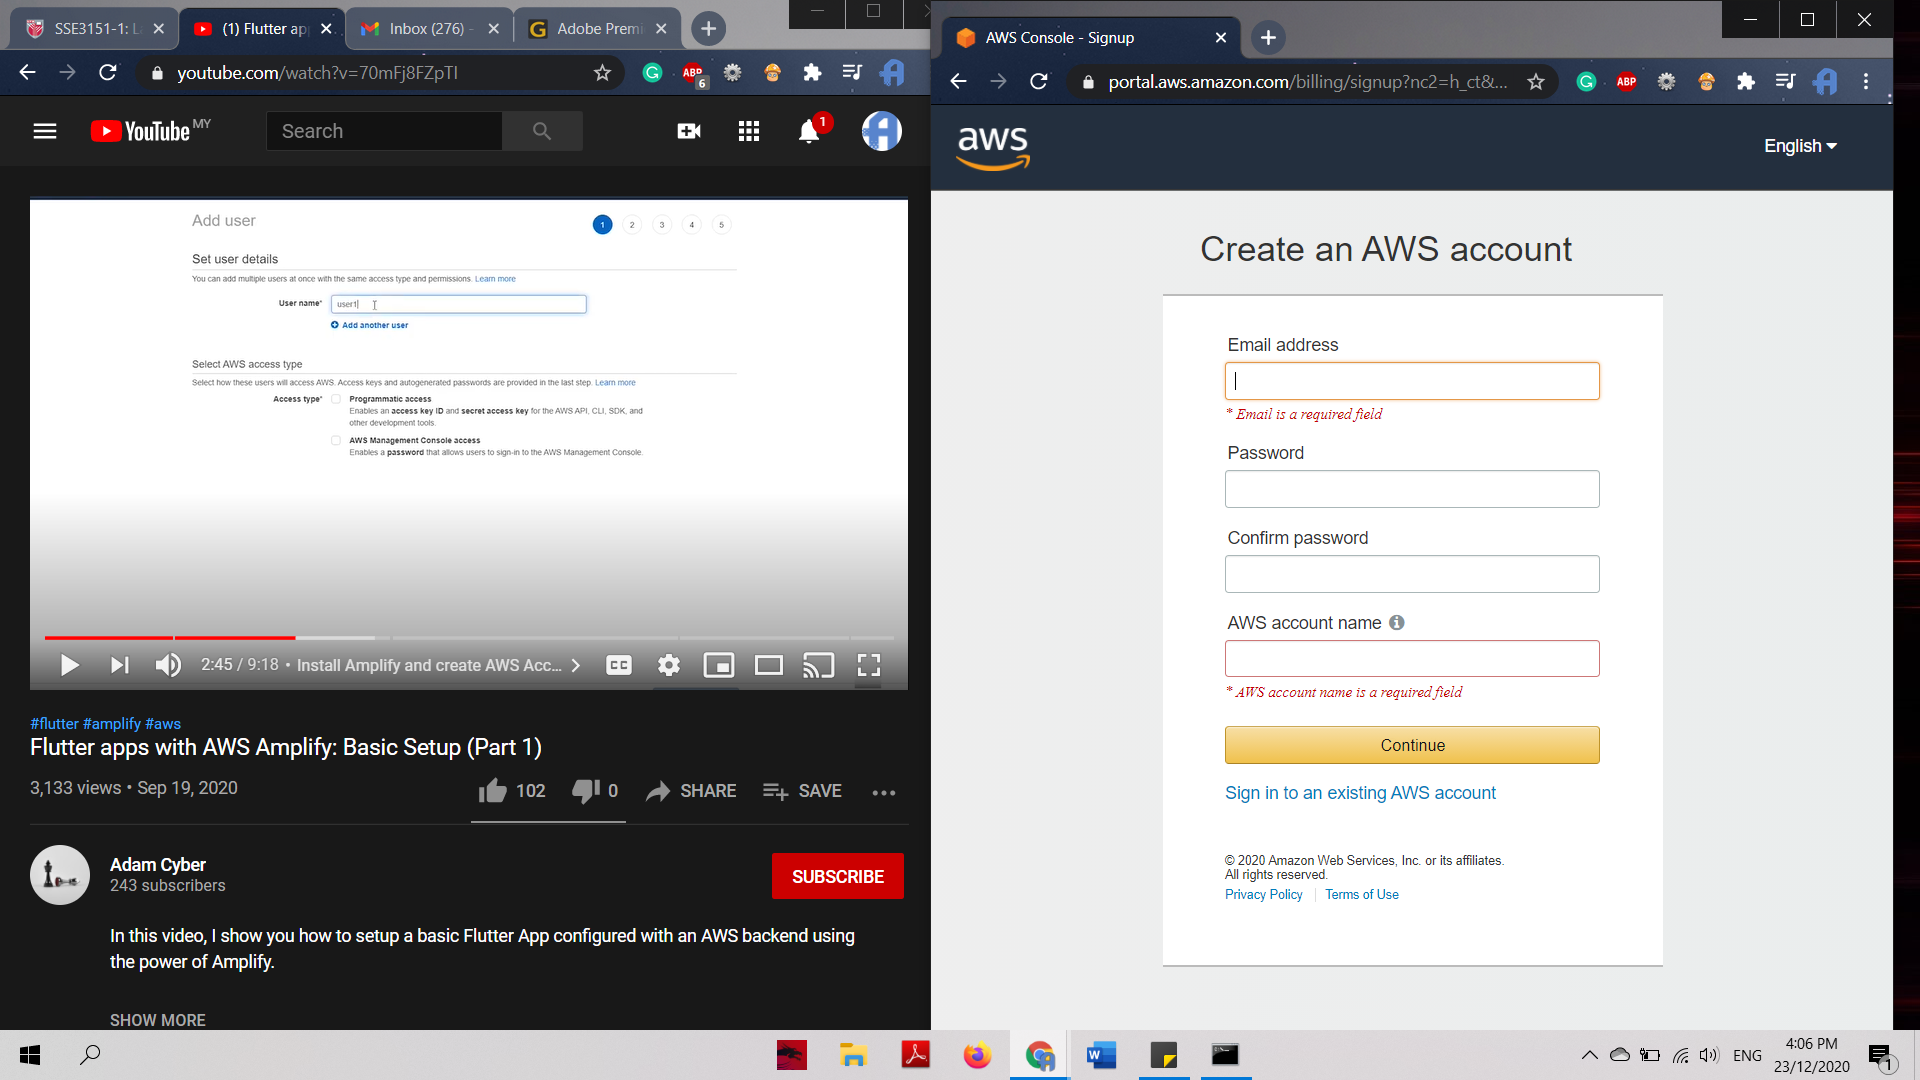 SSE3151-1: L
(1) Flutter ap
Inbox (276) -
Adobe Premi
youtube.com/watch?v=70mFj8FZpTI
ABP
6
YouTube MY
Search
1
Add user
1 2 3 4 5
Set user details
You can add multiple users at once with the same access type and permissions. Learn more
User name*
user1
Add another user
Select AWS access type
Select how these users will access AWS. Access keys and autogenerated passwords are provided in the last step. Learn more
Access type*
Programmatic access
Enables an access key ID and secret access key for the AWS API, CLI, SDK, and
other development tools.
AWS Management Console access
Enables a password that allows users to sign-in to the AWS Management Console.
2:45 / 9:18 • Install Amplify and create AWS Acc...
CC
#flutter #amplify #aws
Flutter apps with AWS Amplify: Basic Setup (Part 1)
3,133 views • Sep 19, 2020
102
0
SHARE
SAVE
Adam Cyber
243 subscribers
SUBSCRIBE
In this video, I show you how to setup a basic Flutter App configured with an AWS backend using
the power of Amplify.
SHOW MORE
AWS Console - Signup
portal.aws.amazon.com/billing/signup?nc2=h_ct&...
ABP
aws
English
Create an AWS account
Email address
* Email is a required field
Password
Confirm password
AWS account name
* AWS account name is a required field
Continue
Sign in to an existing AWS account
© 2020 Amazon Web Services, Inc. or its affiliates.
All rights reserved.
Privacy Policy
Terms of Use
ENG
4:06 PM
23/12/2020
1